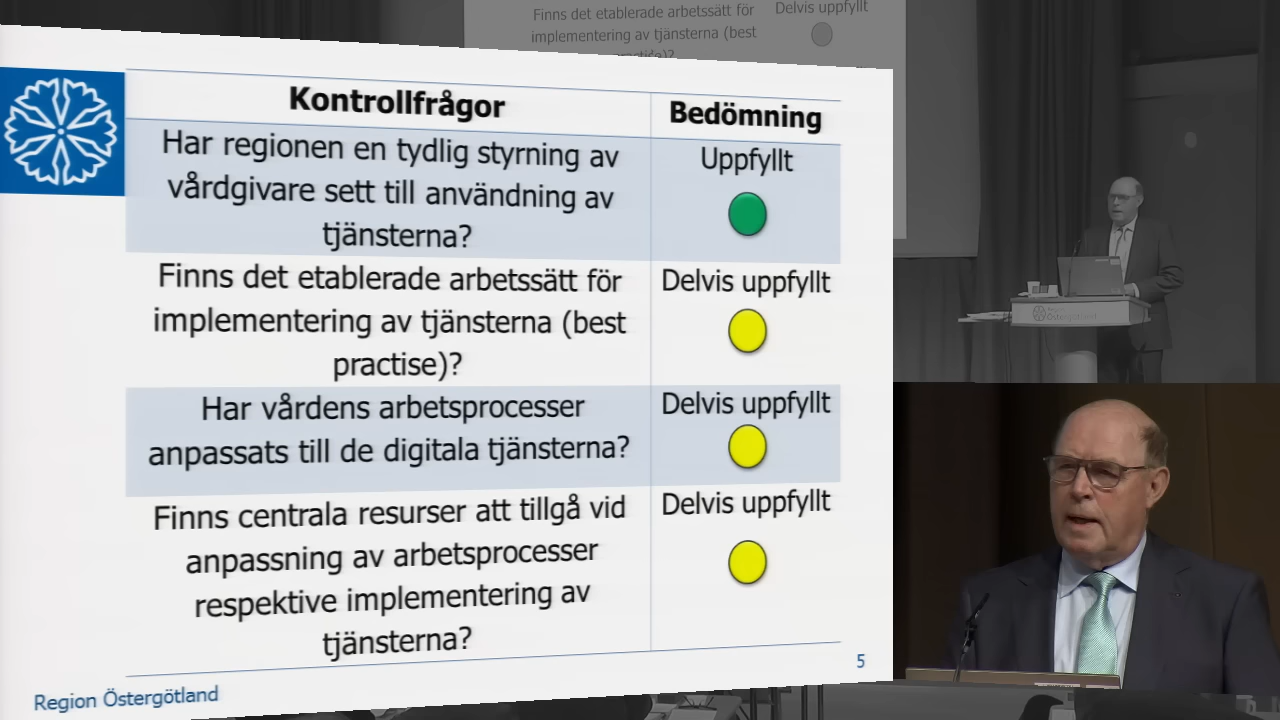 Finns det etablerade arbetssätt för
Delvis uppfyllt
implementering av tjänsterna (best
Kontrollfrågor
Bedömning
Har regionen en tydlig styrning av
vårdgivare sett till användning av
tjänsterna?
Uppfyllt
Finns det etablerade arbetssätt för
implementering av tjänsterna (best
practise)?
Delvis uppfyllt
Har vårdens arbetsprocesser
anpassats till de digitala tjänsterna?
Delvis uppfyllt
Finns centrala resurser att tillgå vid
anpassning av arbetsprocesser
respektive implementering av
tjänsterna?
Delvis uppfyllt
5
Region Östergötland
Region
Östergötland